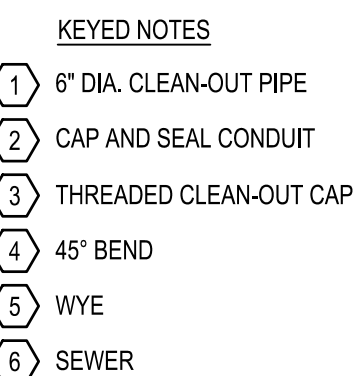 KEYED NOTES
1 6" DIA. CLEAN-OUT PIPE
2 CAP AND SEAL CONDUIT
3 THREADED CLEAN-OUT CAP
4 45° BEND
5 WYE
6 SEWER